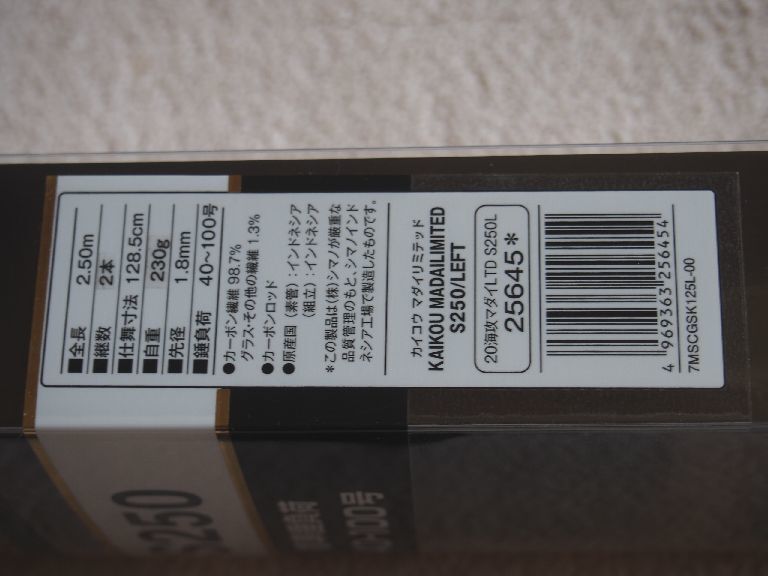 ■全長 2.50m
■継数 2本
■仕舞寸法 128.5cm
■自重 230g
■先径 1.8mm
■錘負荷 40~100号
●カーボン繊維 98.7%
グラス・その他の繊維 1.3%
●カーボンロッド
●原産国 (素管):インドネシア
(組立):インドネシア
*この製品は(株)シマノが厳重な
品質管理のもと、シマノインド
ネシア工場で製造したものです。
カイコウ マダイリミテッド
KAIKOU MADAILIMITED
S250/LEFT
20海攻マダイLTD S250L
25645*
4 969363 256454
7MSCGSK125L-00
S250
100号